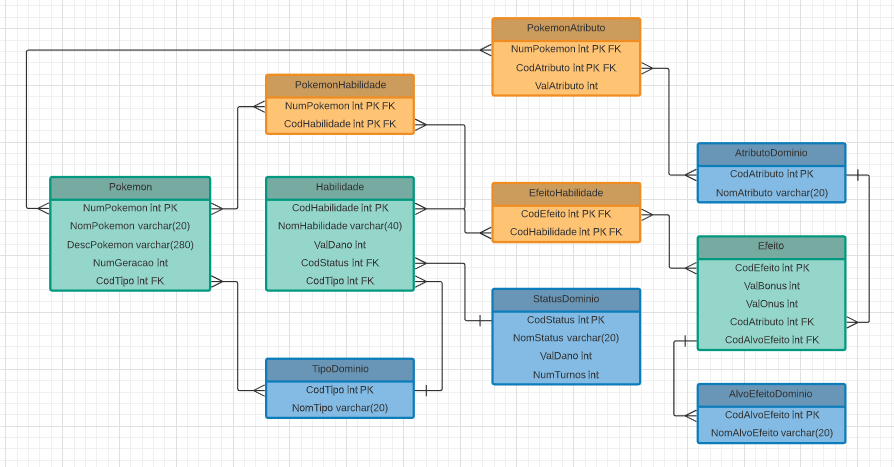 PokemonAtributo
NumPokemon int PK FK
CodAtributo int PK FK
ValAtributo int
PokemonHabilidade
NumPokemon int PK FK
CodHabilidade int PK FK
AtributoDominio
CodAtributo int PK
NomAtributo varchar(20)
Pokemon
NumPokemon int PK
NomPokemon varchar(20)
DescPokemon varchar(280)
NumGeracao int
CodTipo int FK
Habilidade
CodHabilidade int PK
NomHabilidade varchar(40)
ValDano int
CodStatus int FK
CodTipo int FK
EfeitoHabilidade
CodEfeito int PK FK
CodHabilidade int PK FK
Efeito
CodEfeito int PK
ValBonus int
ValOnus int
CodAtributo int FK
CodAlvoEfeito int FK
StatusDominio
CodStatus int PK
NomStatus varchar(20)
ValDano int
NumTurnos int
TipoDominio
CodTipo int PK
NomTipo varchar(20)
AlvoEfeitoDominio
CodAlvoEfeito int PK
NomAlvoEfeito varchar(20)